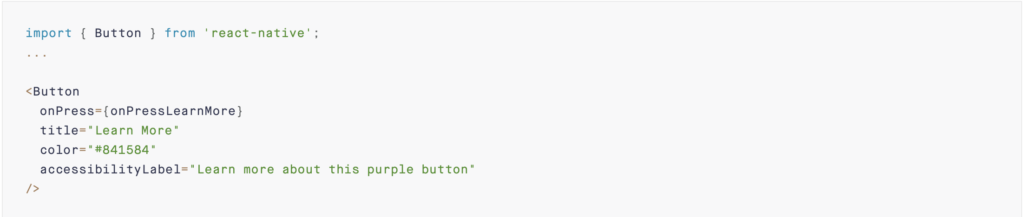 import { Button } from 'react-native';
...
<Button
  onPress={onPressLearnMore}
  title="Learn More"
  color="#841584"
  accessibilityLabel="Learn more about this purple button"
/>